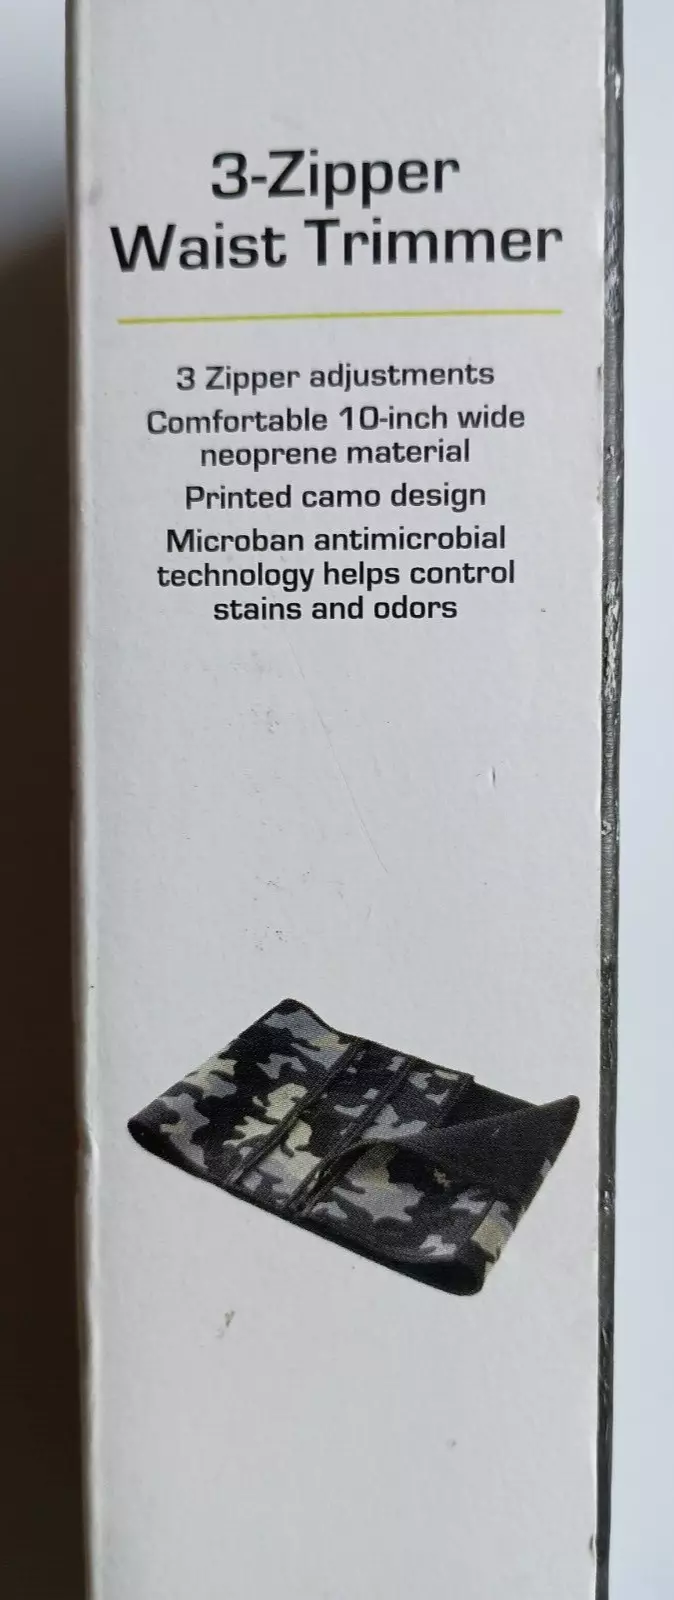 3-Zipper
Waist Trimmer
3 Zipper adjustments
Comfortable 10-inch wide
neoprene material
Printed camo design
Microban antimicrobial
technology helps control
stains and odors